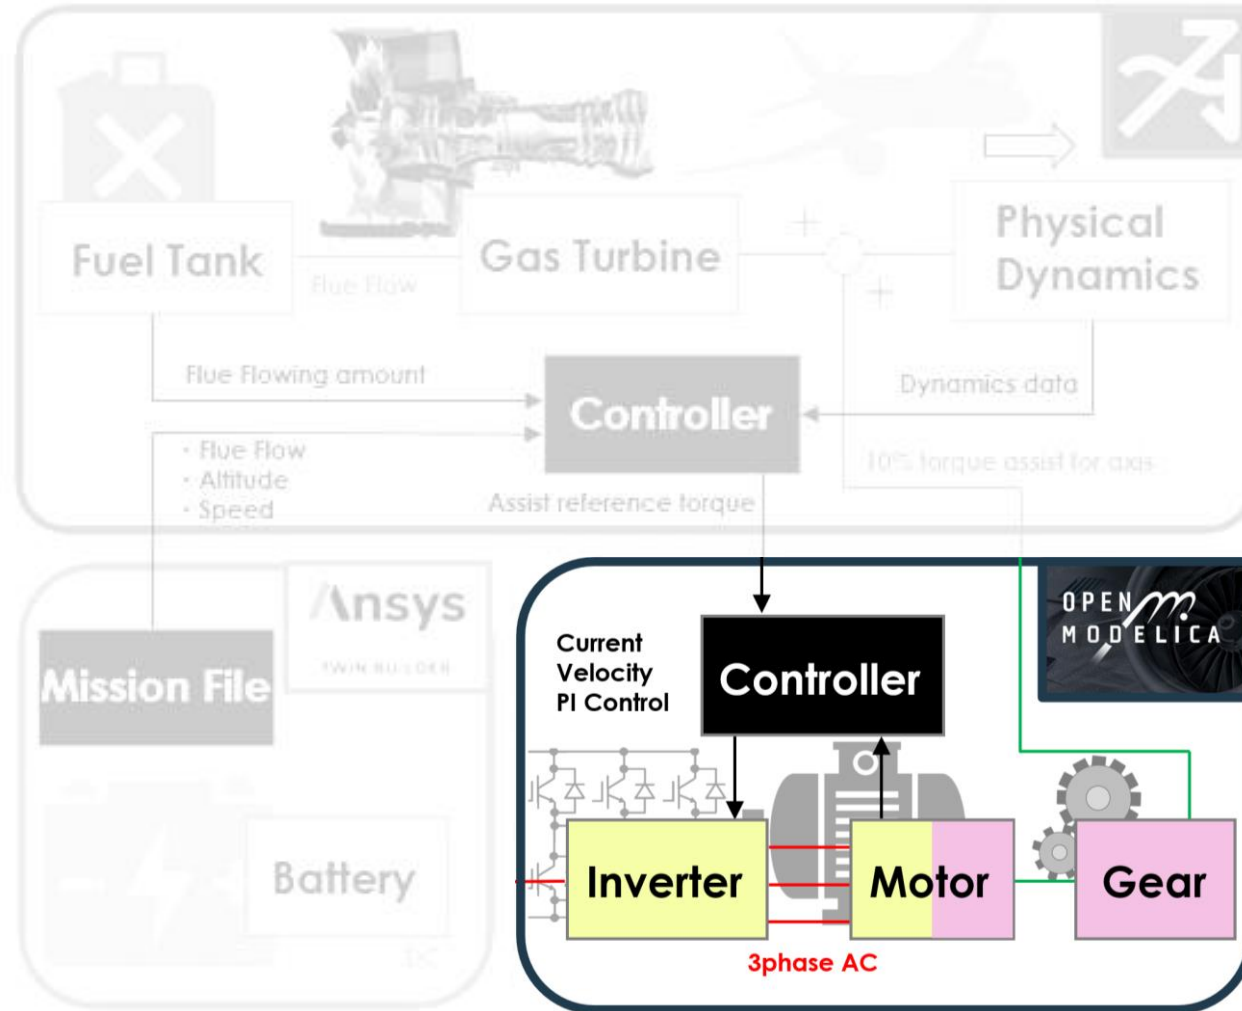 Fuel Tank
Flue Flow
Gas Turbine
Physical
Dynamics
+
+
Flue Flowing amount
Controller
Dynamics data
· Flue Flow
· Altitude
· Speed
10% torque assist for axis
Assist reference torque
Ansys
TWIN BUILDER
Mission File
Battery
OPEN
MODELICA
Current
Velocity
PI Control
Controller
Inverter
Motor
Gear
3phase AC